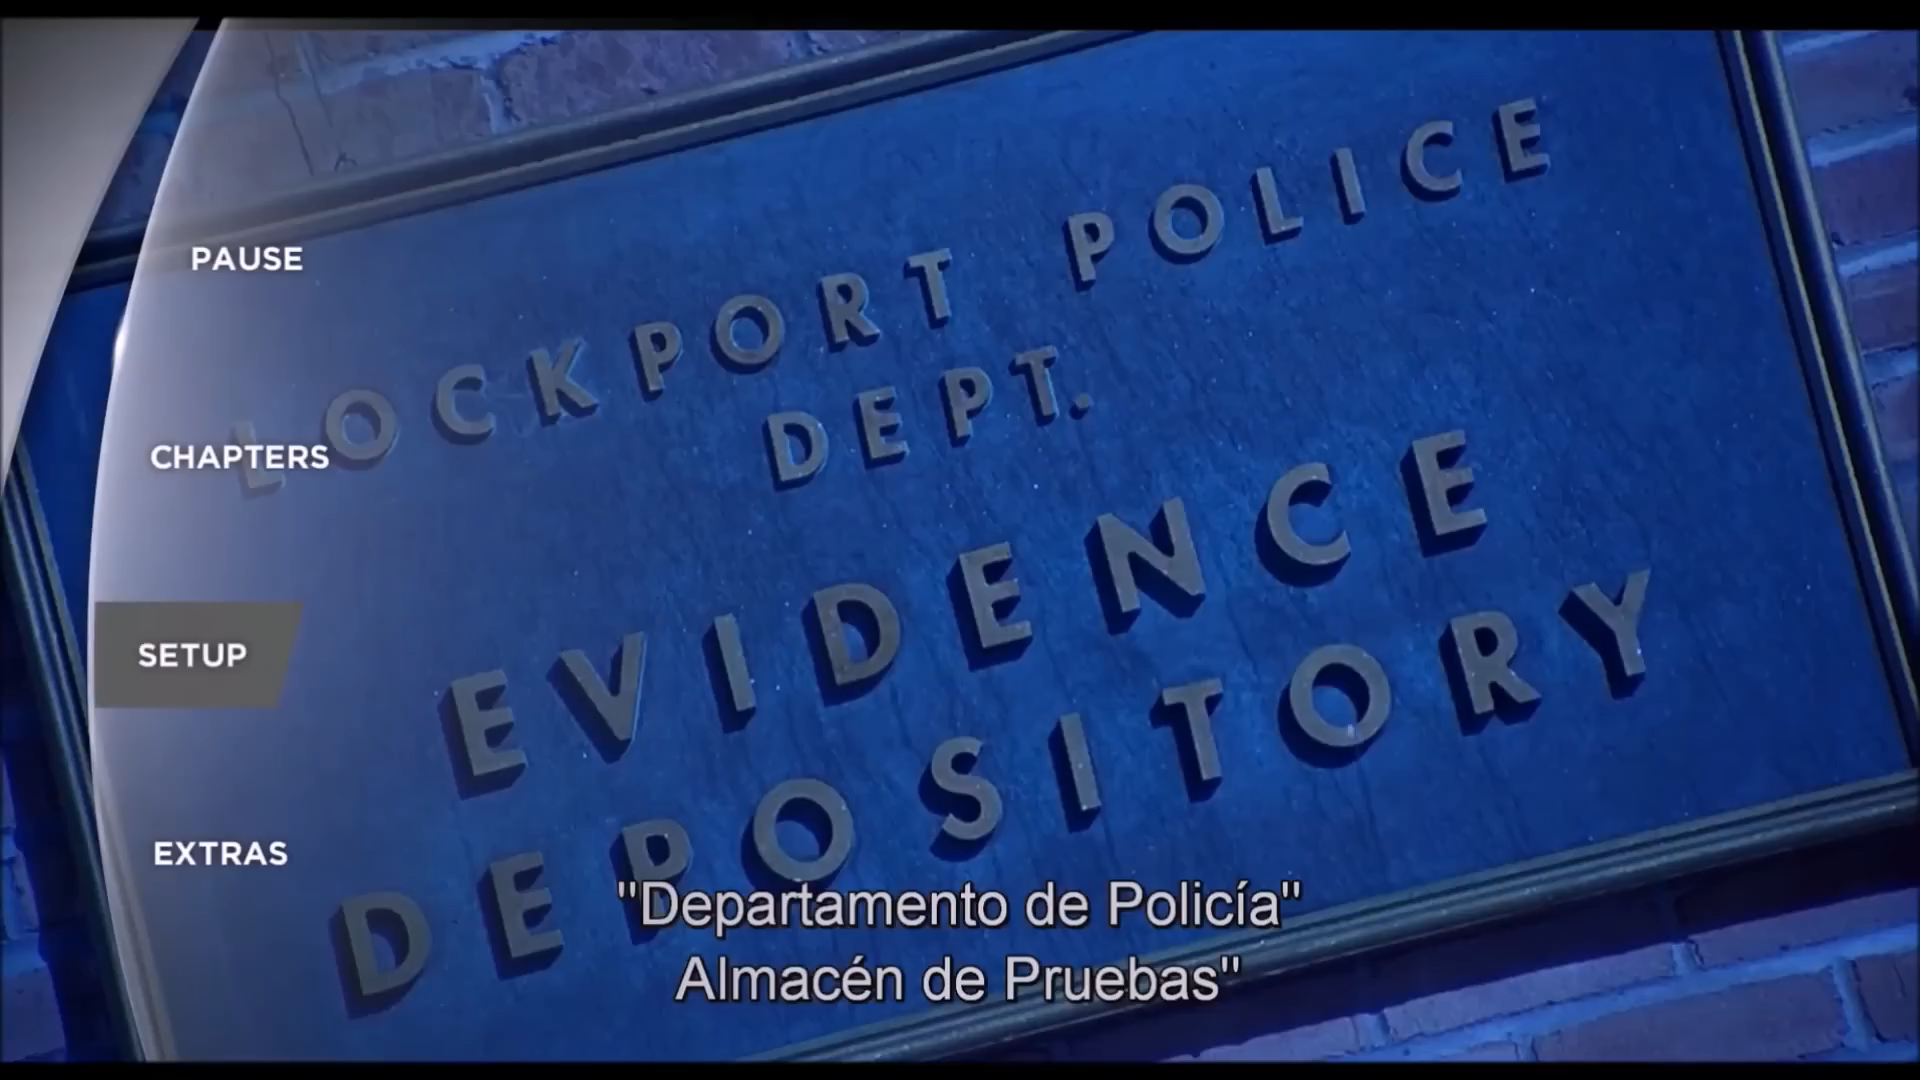 PAUSE
CHAPTERS
SETUP
EXTRAS
LOCKPORT POLICE
DEPT.
EVIDENCE
DEPOSITORY
"Departamento de Policía"
Almacén de Pruebas"